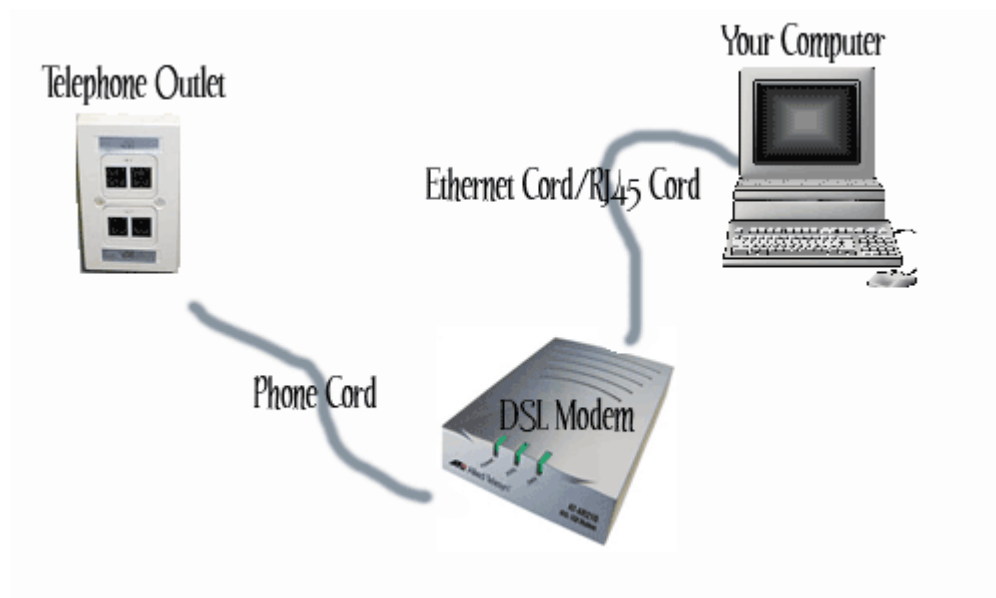 Your Computer
Telephone Outlet
Ethernet Cord/RJ45 Cord
Phone Cord
DSL Modem